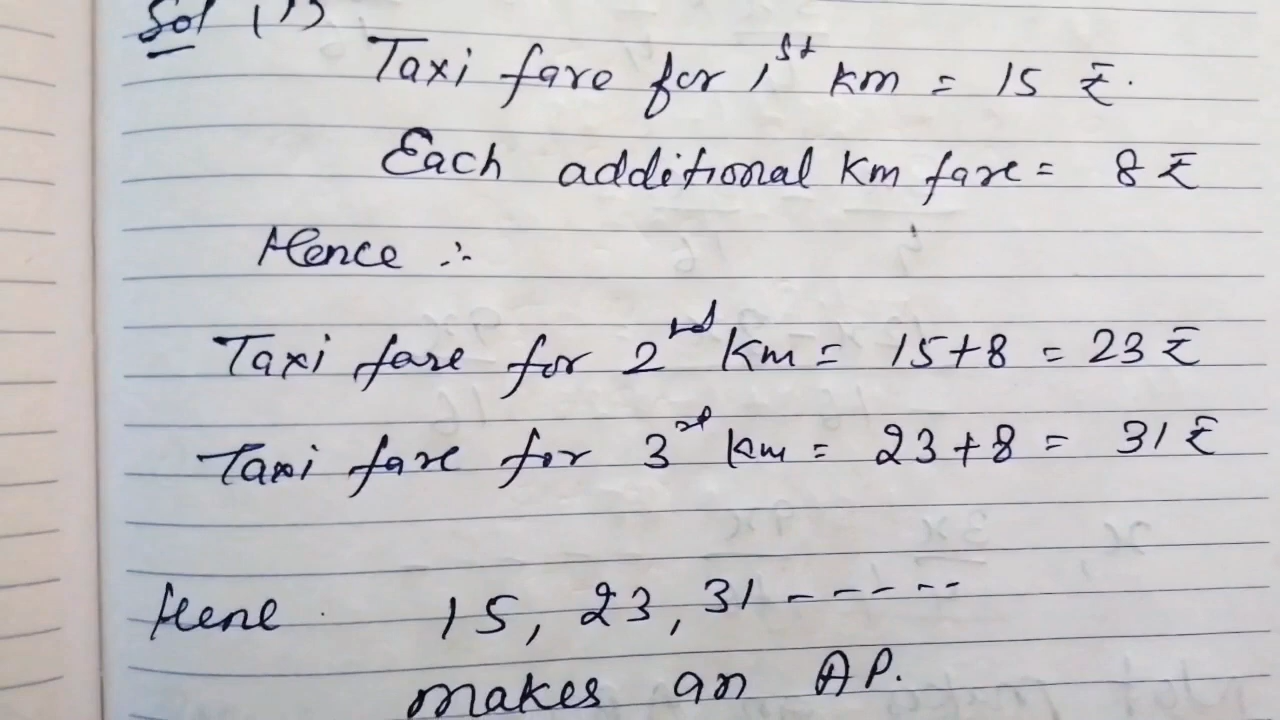 Sol (1)
Taxi fare for 1st km = 15 ₹.
Each additional km fare = 8 ₹
Hence ∴
Taxi fare for 2nd km = 15+8 = 23 ₹
Taxi fare for 3rd km = 23+8 = 31 ₹
Here 15, 23, 31 -----
makes an AP.